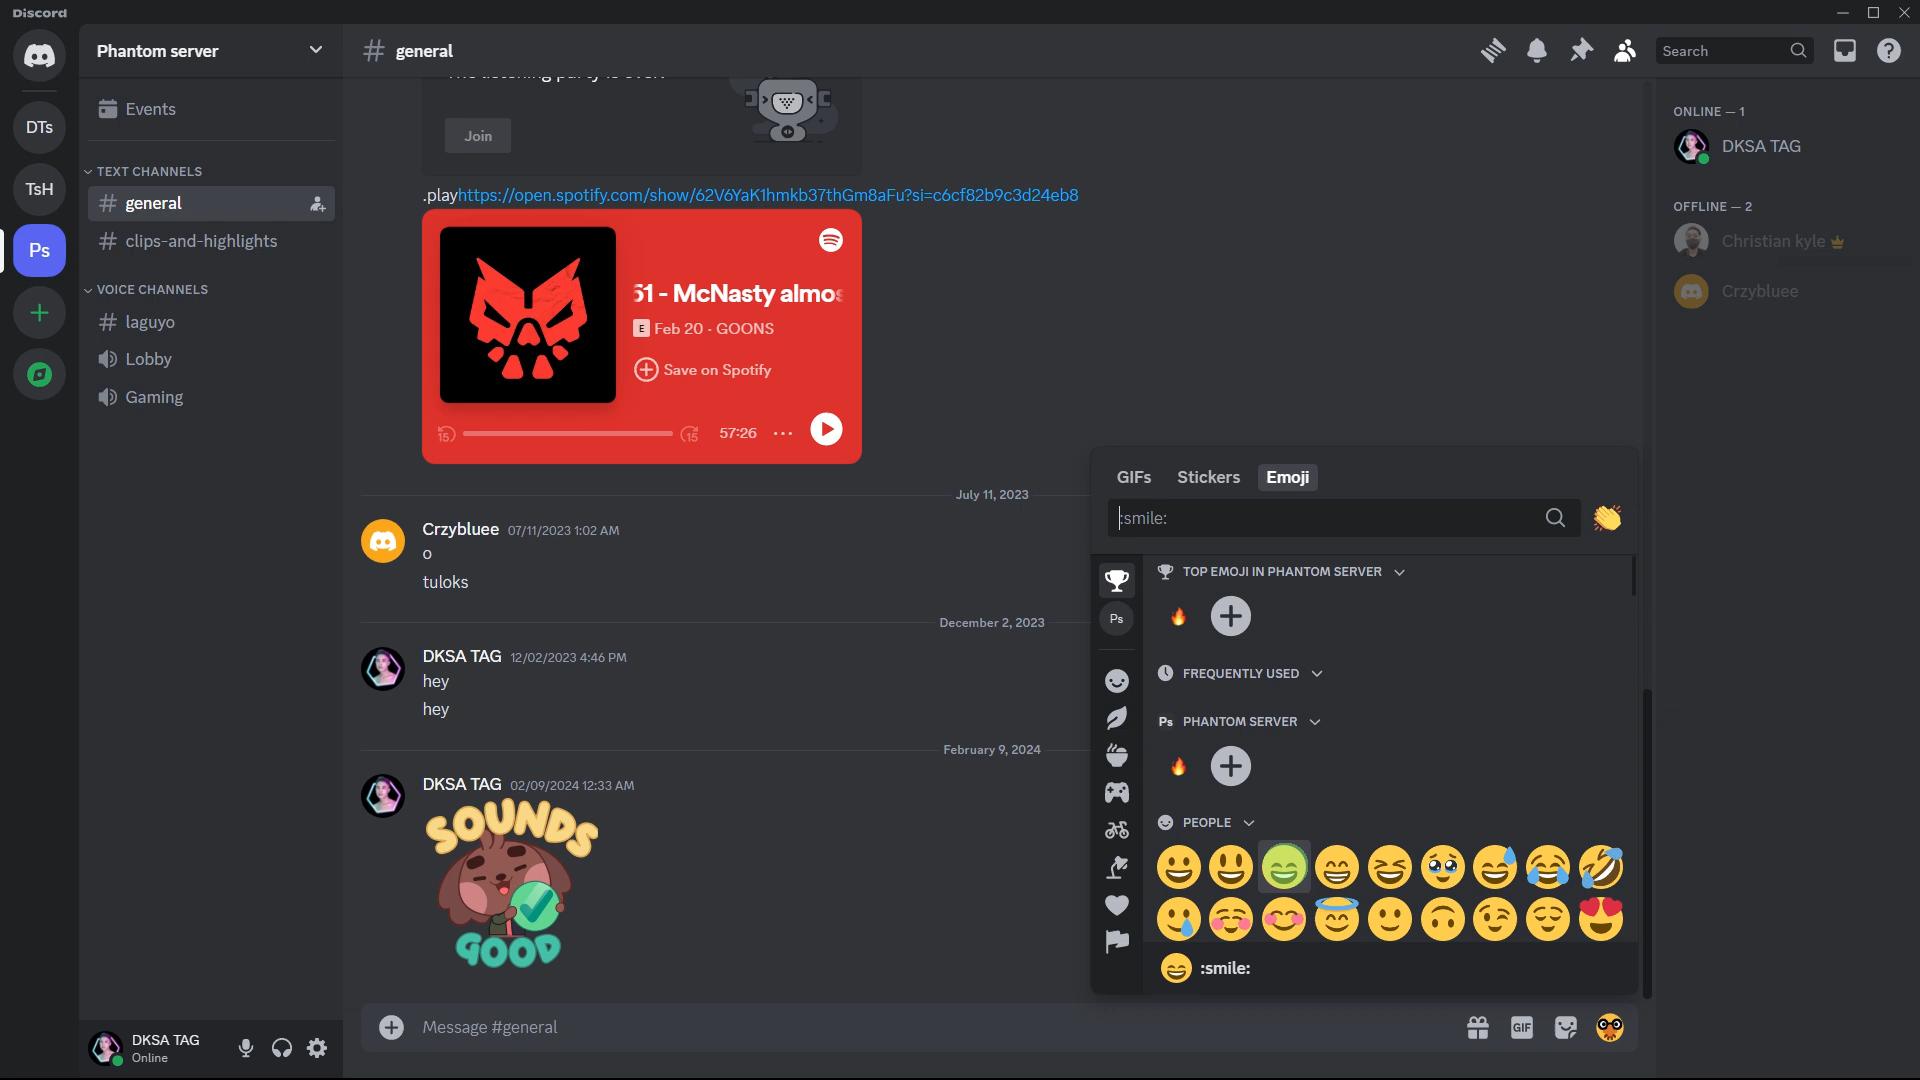 Discord
Phantom server
general
Search
DTs
TsH
Ps
Events
TEXT CHANNELS
general
clips-and-highlights
VOICE CHANNELS
laguyo
Lobby
Gaming
DKSA TAG
Online
Join
.playhttps://open.spotify.com/show/62V6YaK1hmkb37thGm8aFu?si=c6cf82b9c3d24eb8
51 - McNasty almos
E Feb 20 · GOONS
Save on Spotify
15 15 57:26
July 11, 2023
Crzybluee 07/11/2023 1:02 AM
o
tuloks
December 2, 2023
DKSA TAG 12/02/2023 4:46 PM
hey
hey
February 9, 2024
DKSA TAG 02/09/2024 12:33 AM
SOUNDS
GOOD
Message #general
GIF
GIFs Stickers Emoji
:smile:
TOP EMOJI IN PHANTOM SERVER
Ps
FREQUENTLY USED
Ps PHANTOM SERVER
PEOPLE
:smile:
ONLINE — 1
DKSA TAG
OFFLINE — 2
Christian kyle
Crzybluee